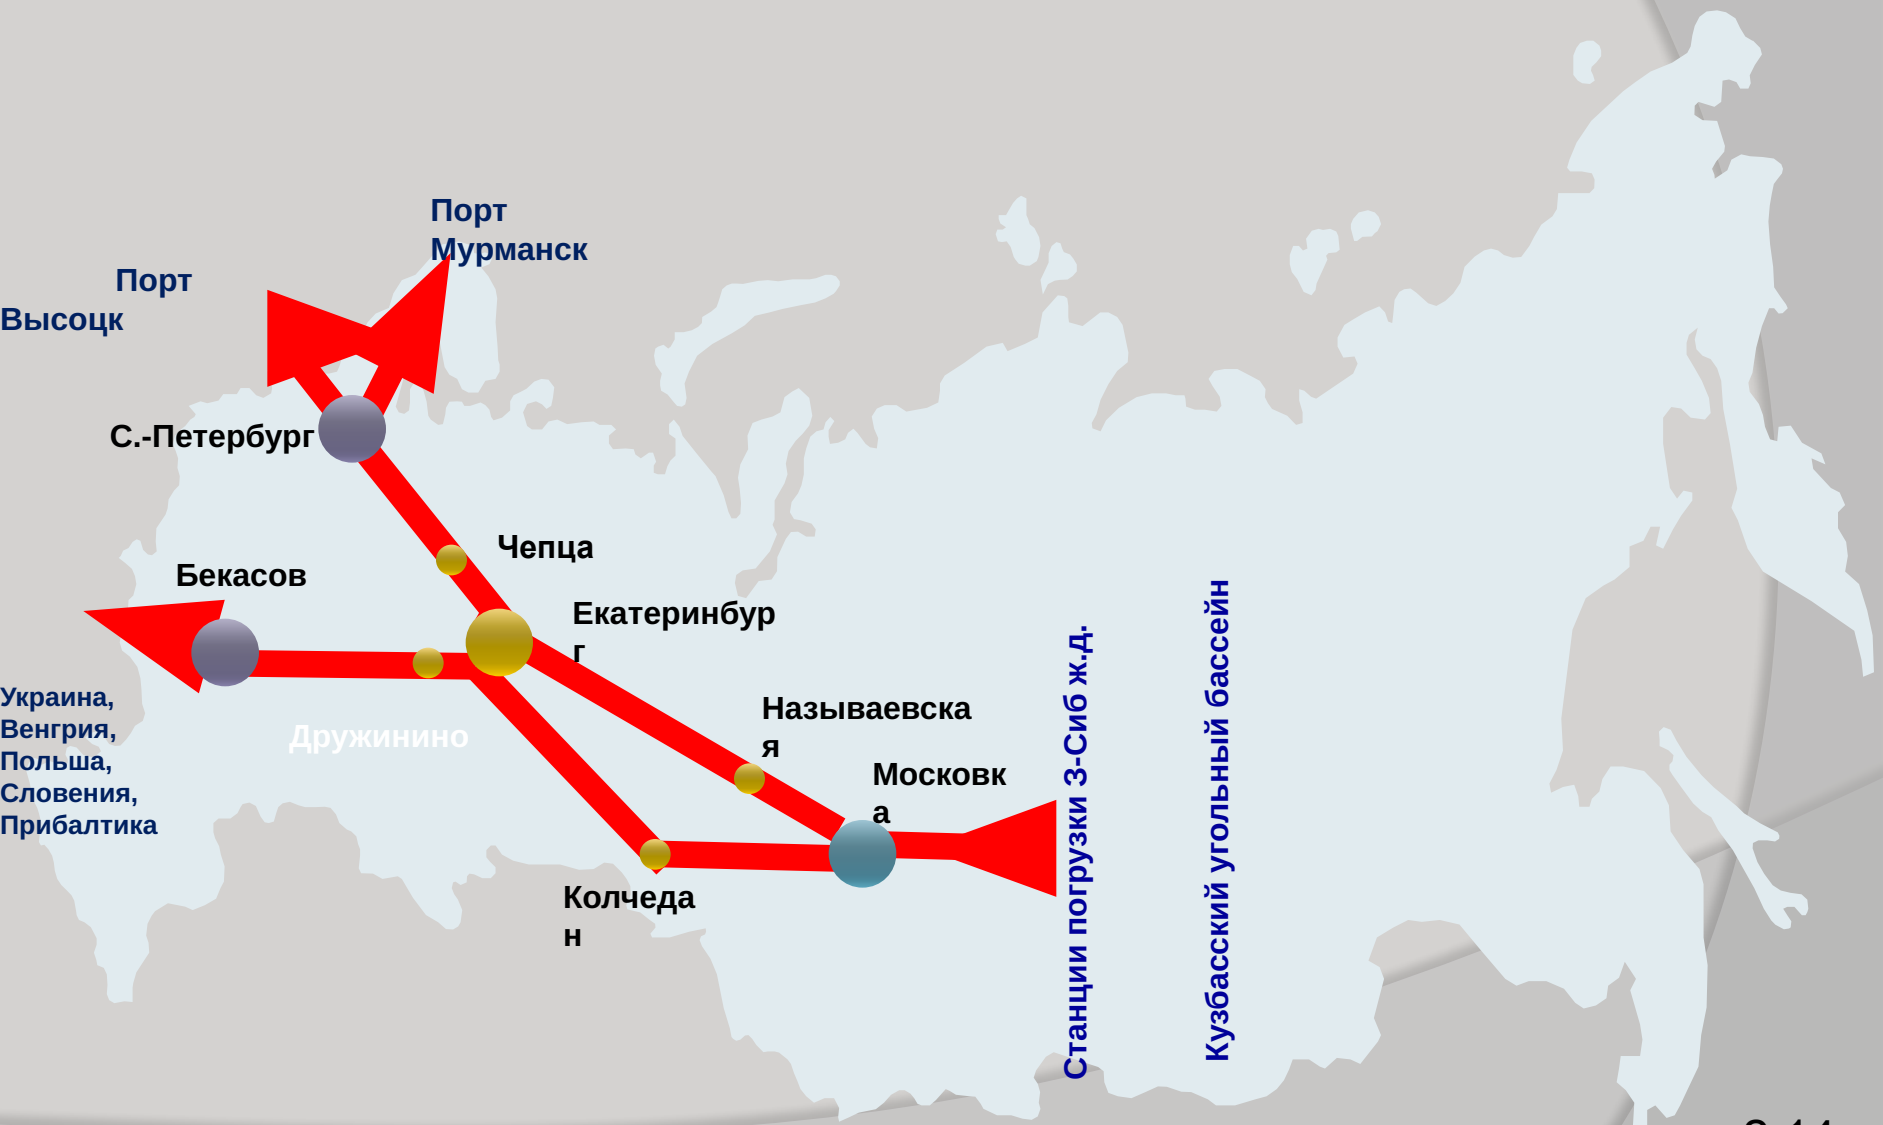 Порт
Мурманск
Порт
Высоцк
С.-Петербург
Чепца
Бекасов
Екатеринбур
г
Украина,
Венгрия,
Польша,
Словения,
Прибалтика
Дружинино
Называевска
я
Московк
а
Колчеда
н
Станции погрузки З-Сиб ж.д.
Кузбасский угольный бассейн